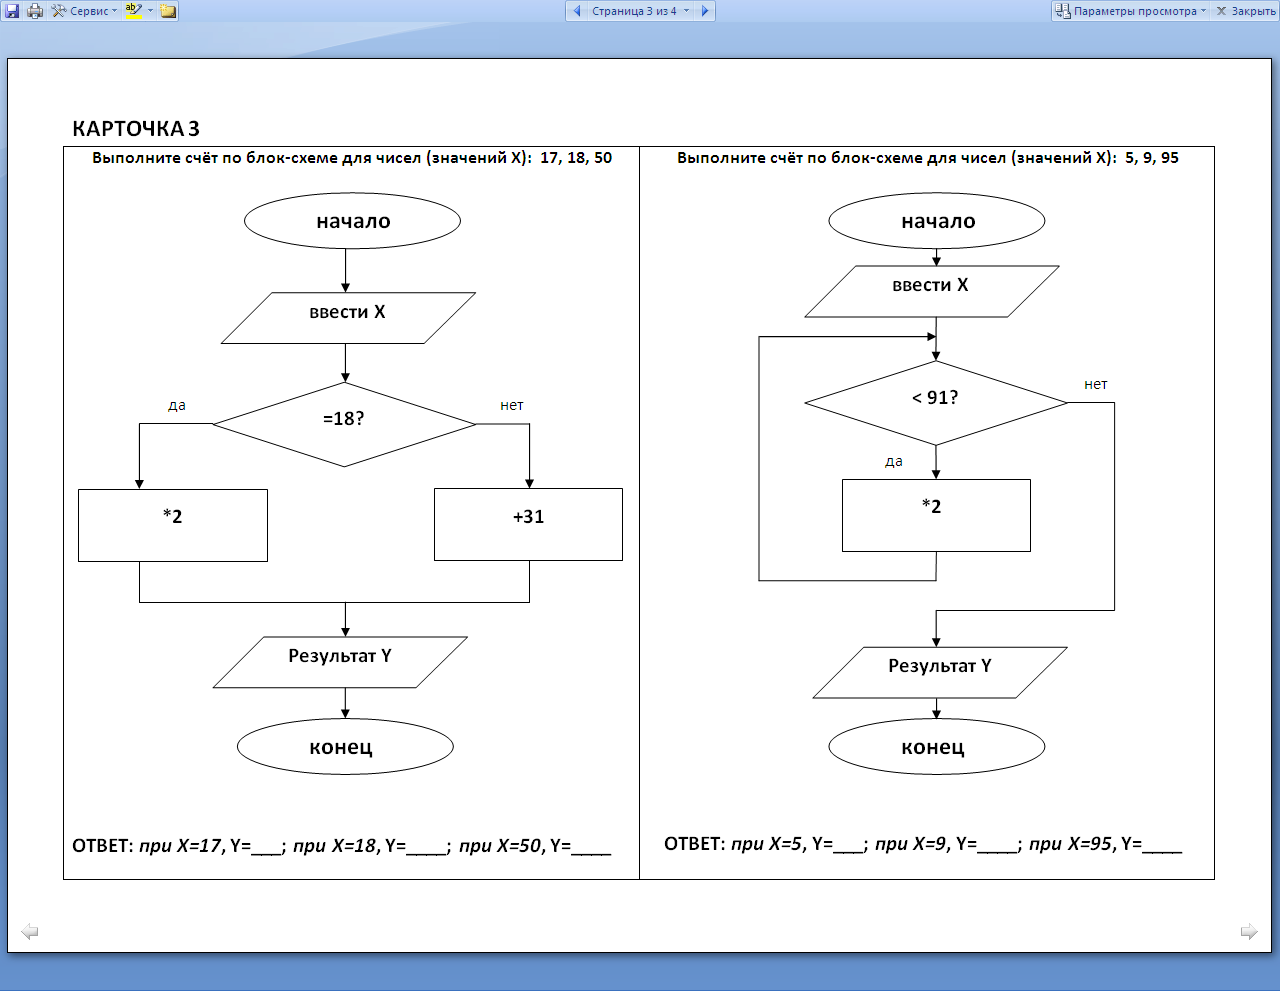 Сервис
ab
Страница 3 из 4
Параметры просмотра
Закрыть
КАРТОЧКА 3
Выполните счёт по блок-схеме для чисел (значений X): 17, 18, 50
начало
ввести X
=18?
да
нет
*2
+31
Результат Y
конец
ОТВЕТ: при X=17, Y=___; при X=18, Y=____; при X=50, Y=____
Выполните счёт по блок-схеме для чисел (значений X): 5, 9, 95
начало
ввести X
< 91?
нет
да
*2
Результат Y
конец
ОТВЕТ: при X=5, Y=___; при X=9, Y=____; при X=95, Y=____